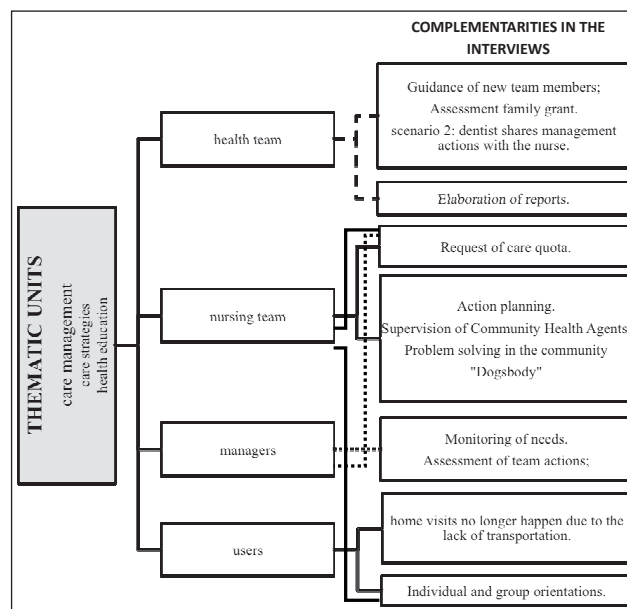 COMPLEMENTARITIES IN THE
INTERVIEWS
THEMATIC UNITS
care management
care strategies
health education
health team
nursing team
managers
users
Guidance of new team members;
Assessment family grant.
scenario 2: dentist shares management
actions with the nurse.
Elaboration of reports.
Request of care quota.
Action planning.
Supervision of Community Health Agents
Problem solving in the community
"Dogsbody"
Monitoring of needs.
Assessment of team actions;
home visits no longer happen due to the
lack of transportation.
Individual and group orientations.